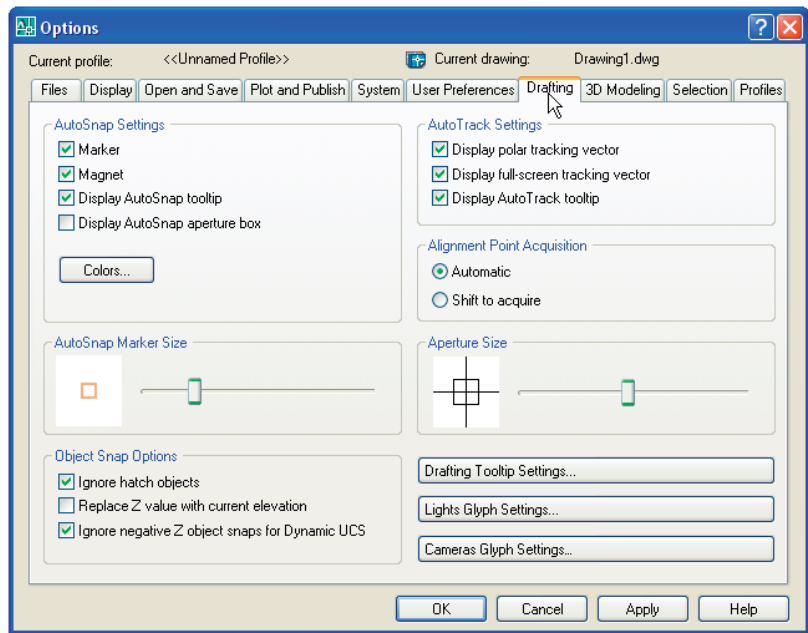 Options
Current profile: <<Unnamed Profile>> Current drawing: Drawing1.dwg
Files Display Open and Save Plot and Publish System User Preferences Drafting 3D Modeling Selection Profiles
AutoSnap Settings
Marker
Magnet
Display AutoSnap tooltip
Display AutoSnap aperture box
Colors...
AutoTrack Settings
Display polar tracking vector
Display full-screen tracking vector
Display AutoTrack tooltip
Alignment Point Acquisition
Automatic
Shift to acquire
AutoSnap Marker Size
Aperture Size
Object Snap Options
Ignore hatch objects
Replace Z value with current elevation
Ignore negative Z object snaps for Dynamic UCS
Drafting Tooltip Settings...
Lights Glyph Settings...
Cameras Glyph Settings...
OK Cancel Apply Help